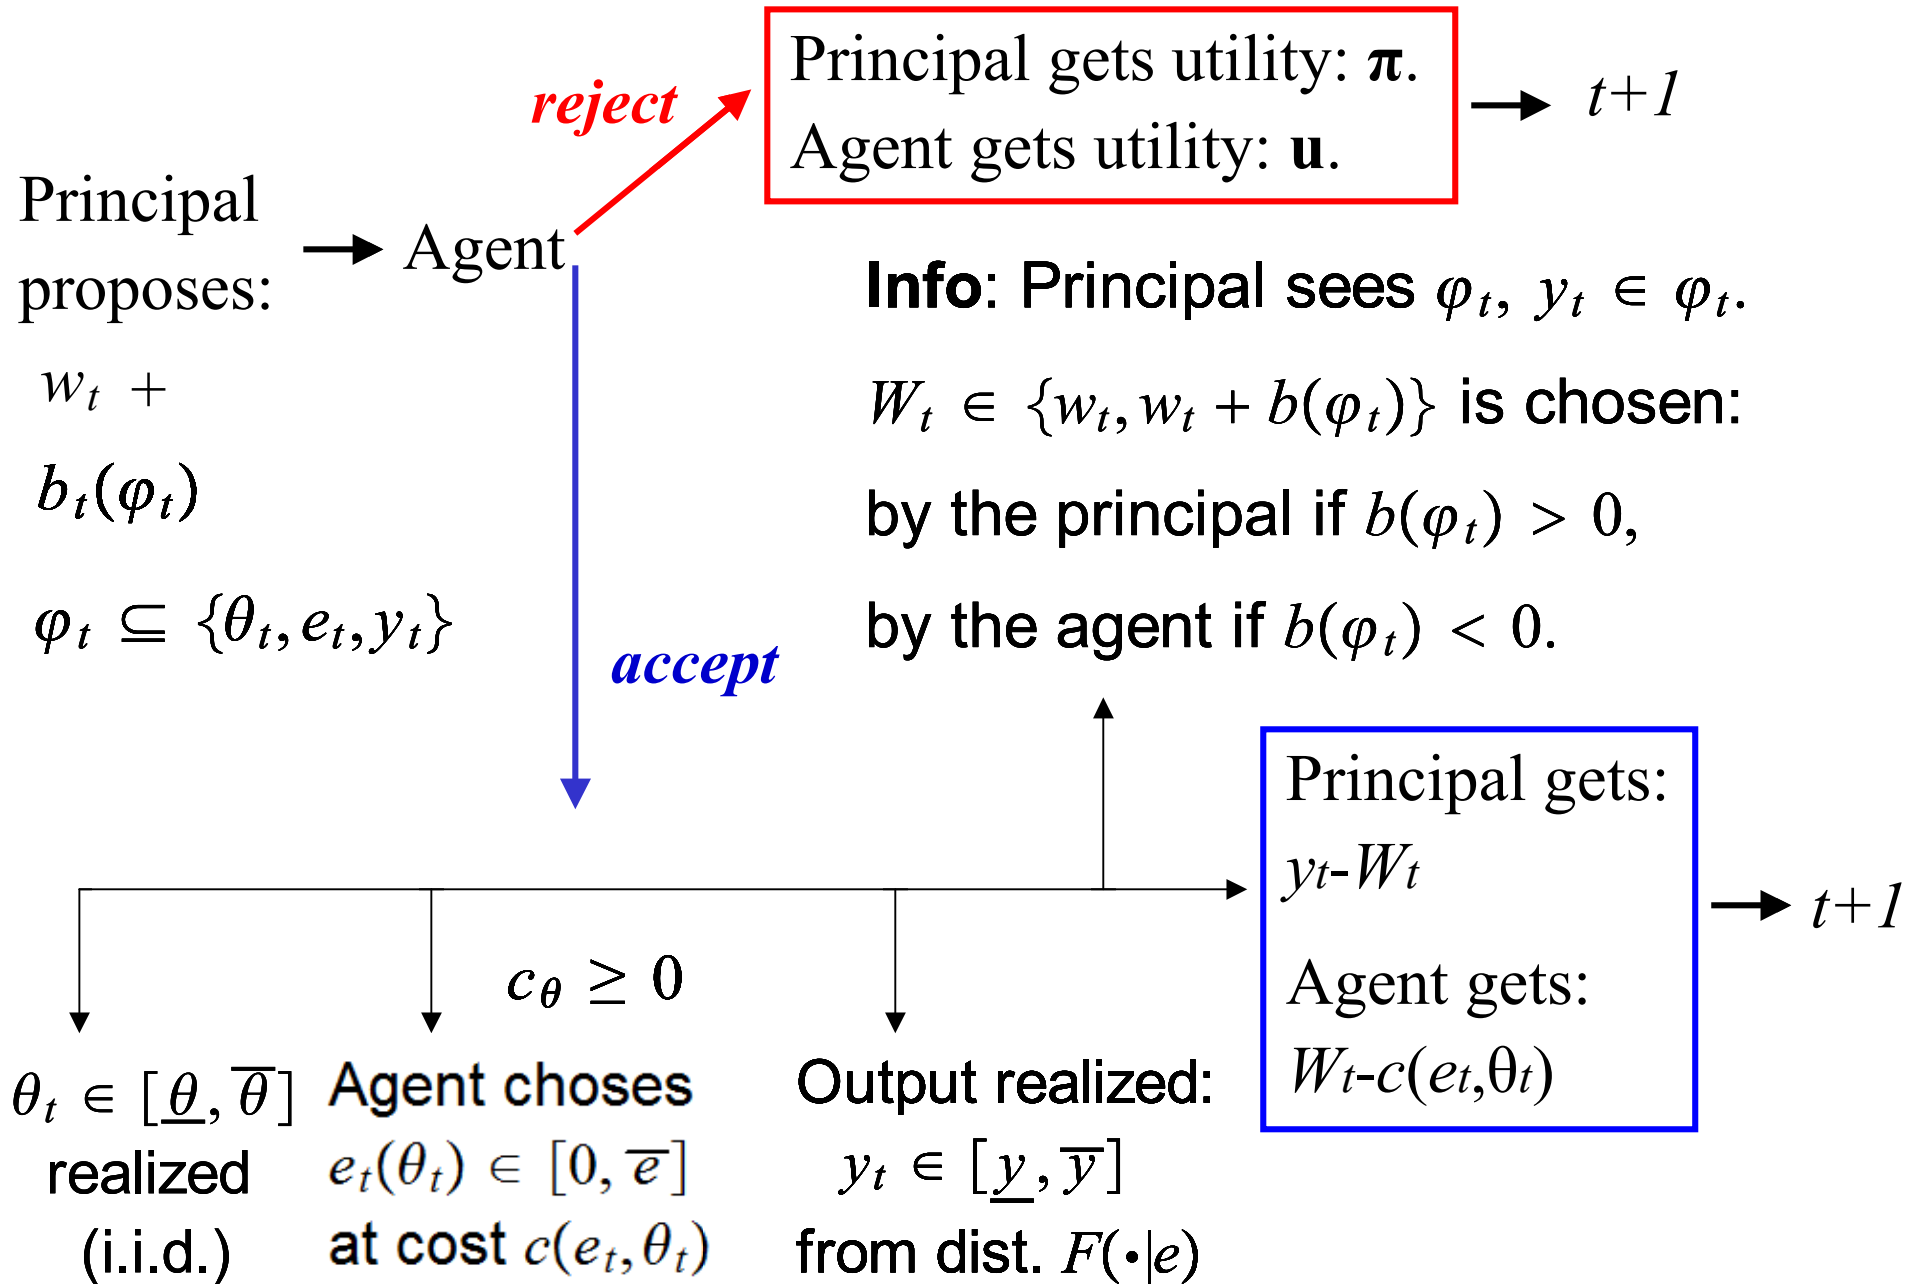 Principal
proposes:
w_t +
b_t(φ_t)
φ_t ⊆ {θ_t, e_t, y_t}
Agent
reject
Principal gets utility: π.
Agent gets utility: u.
t+1
accept
Info: Principal sees φ_t, y_t ∈ φ_t.
W_t ∈ {w_t, w_t + b(φ_t)} is chosen:
by the principal if b(φ_t) > 0,
by the agent if b(φ_t) < 0.
Principal gets:
y_t-W_t
Agent gets:
W_t-c(e_t,θ_t)
t+1
c_θ ≥ 0
θ_t ∈ [θ̲, θ̅]
realized
(i.i.d.)
Agent choses
e_t(θ_t) ∈ [0, e̅]
at cost c(e_t, θ_t)
Output realized:
y_t ∈ [y̲, y̅]
from dist. F(•|e)